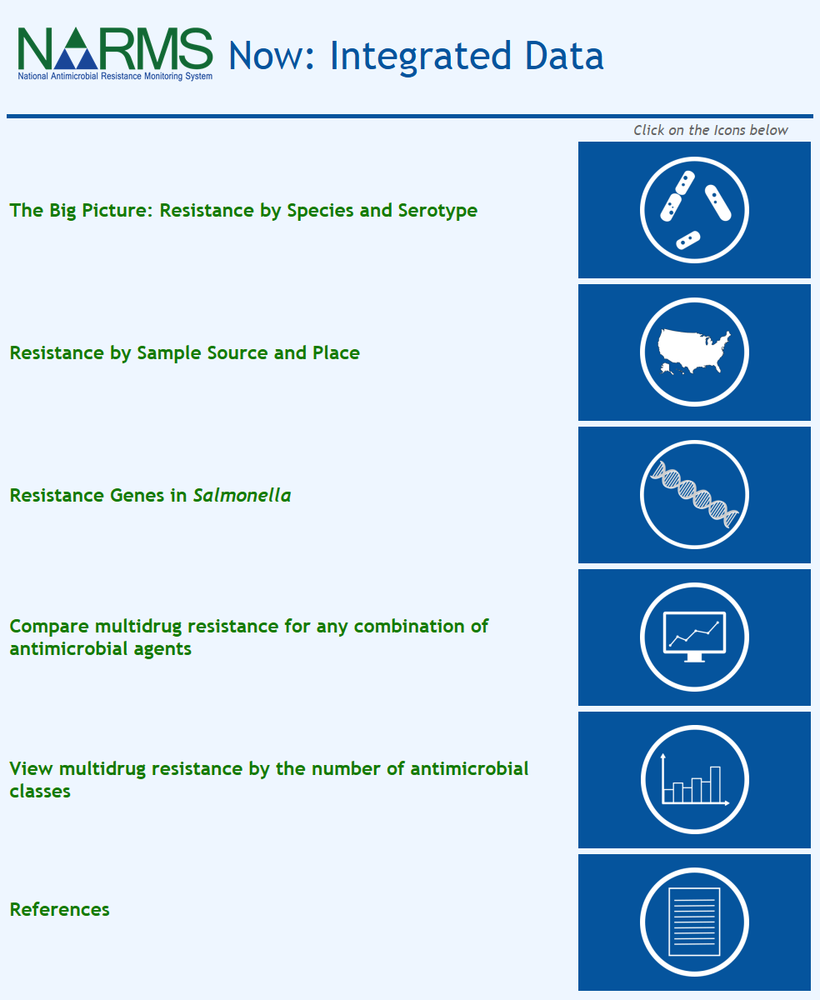 NARMS
National Antimicrobial Resistance Monitoring System
Now: Integrated Data
Click on the Icons below
The Big Picture: Resistance by Species and Serotype
Resistance by Sample Source and Place
Resistance Genes in Salmonella
Compare multidrug resistance for any combination of
antimicrobial agents
View multidrug resistance by the number of antimicrobial
classes
References